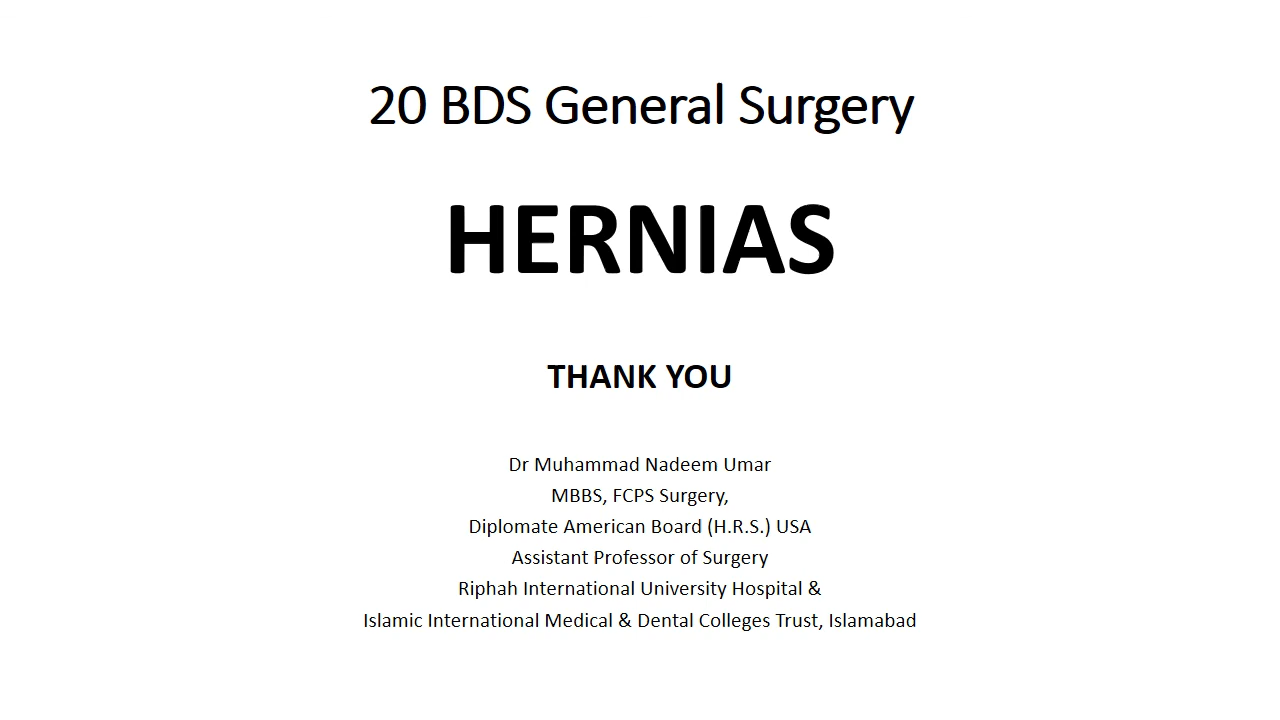 20 BDS General Surgery
HERNIAS
THANK YOU
Dr Muhammad Nadeem Umar
MBBS, FCPS Surgery,
Diplomate American Board (H.R.S.) USA
Assistant Professor of Surgery
Riphah International University Hospital &
Islamic International Medical & Dental Colleges Trust, Islamabad